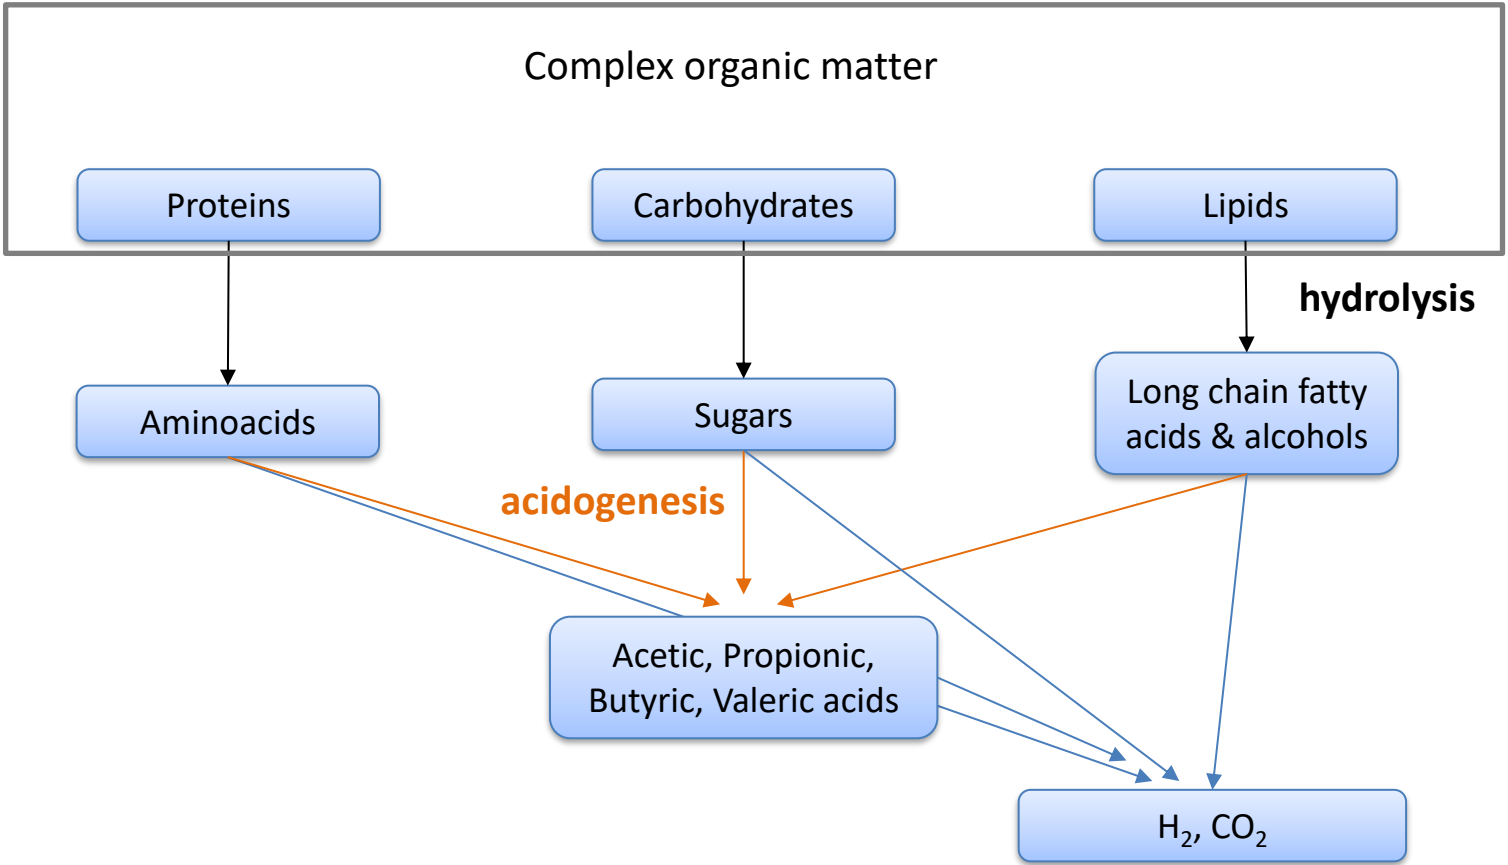 Complex organic matter
Proteins
Carbohydrates
Lipids
hydrolysis
Aminoacids
Sugars
Long chain fatty
acids & alcohols
acidogenesis
Acetic, Propionic,
Butyric, Valeric acids
H₂, CO₂